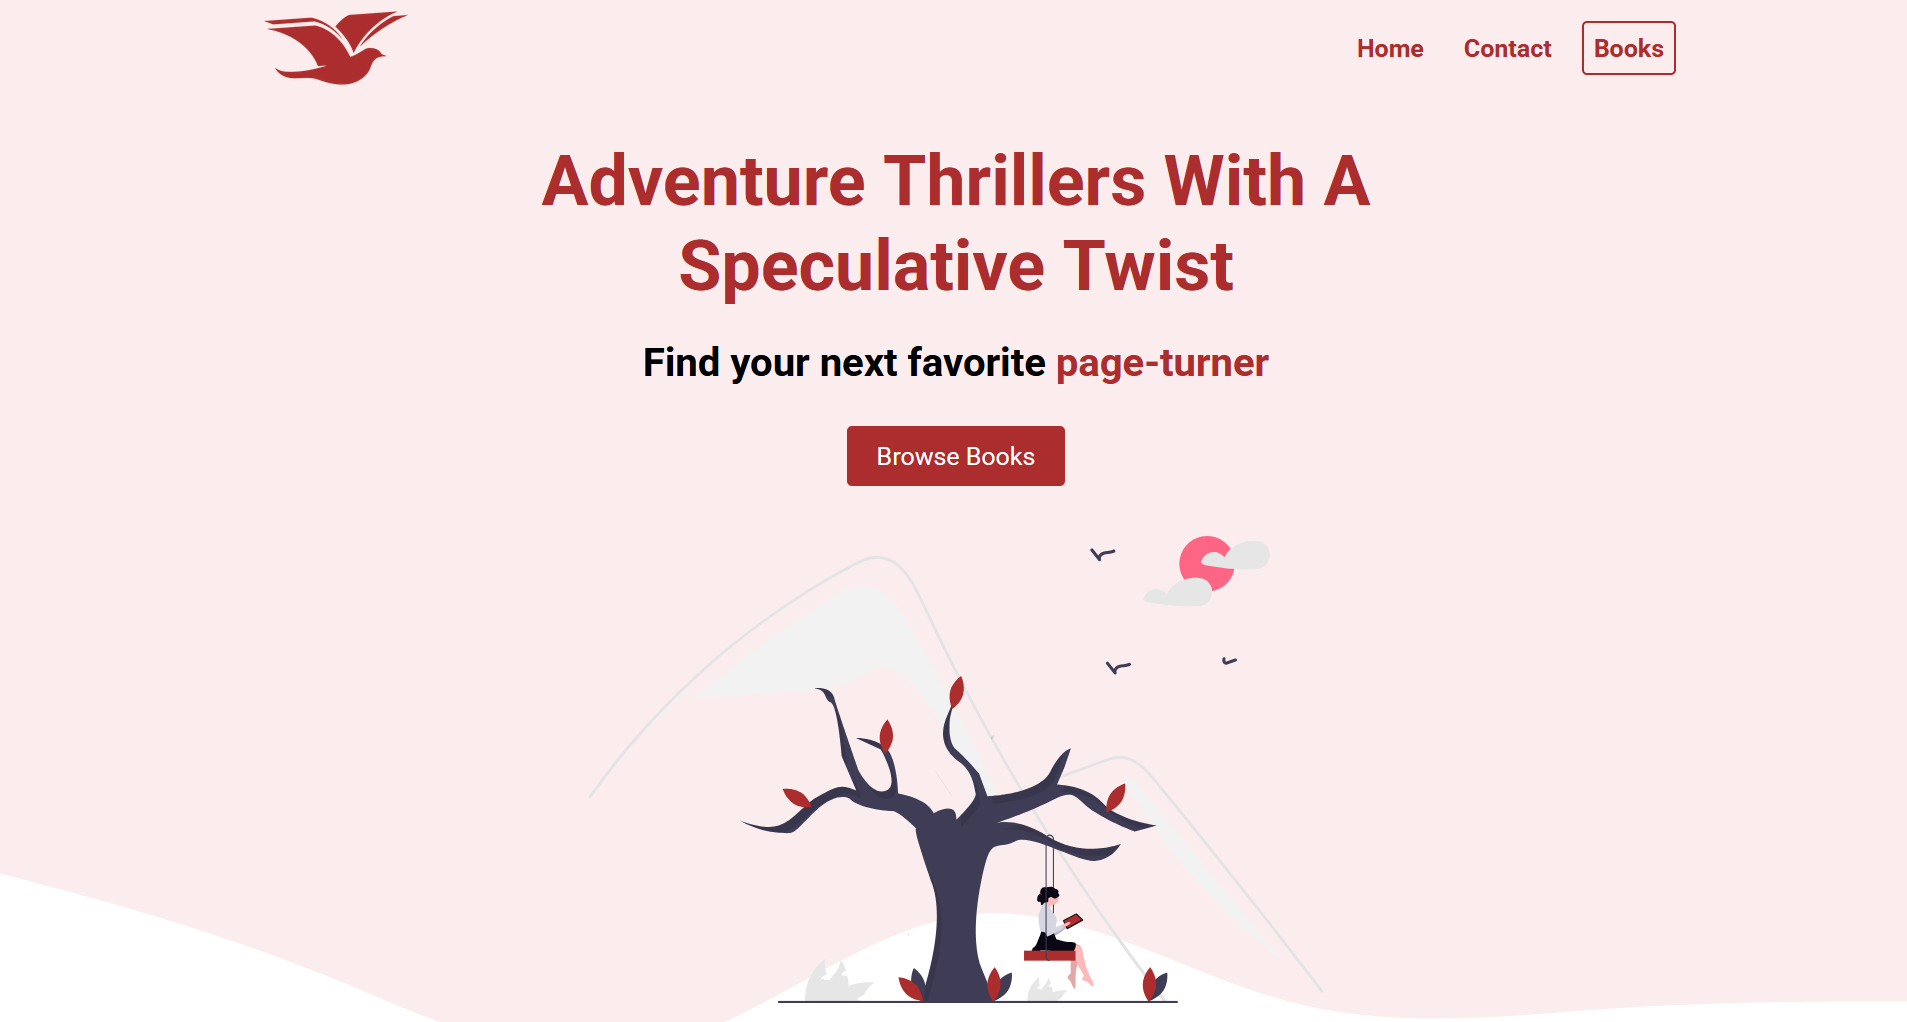 Home
Contact
Books
Adventure Thrillers With A
Speculative Twist
Find your next favorite page-turner
Browse Books